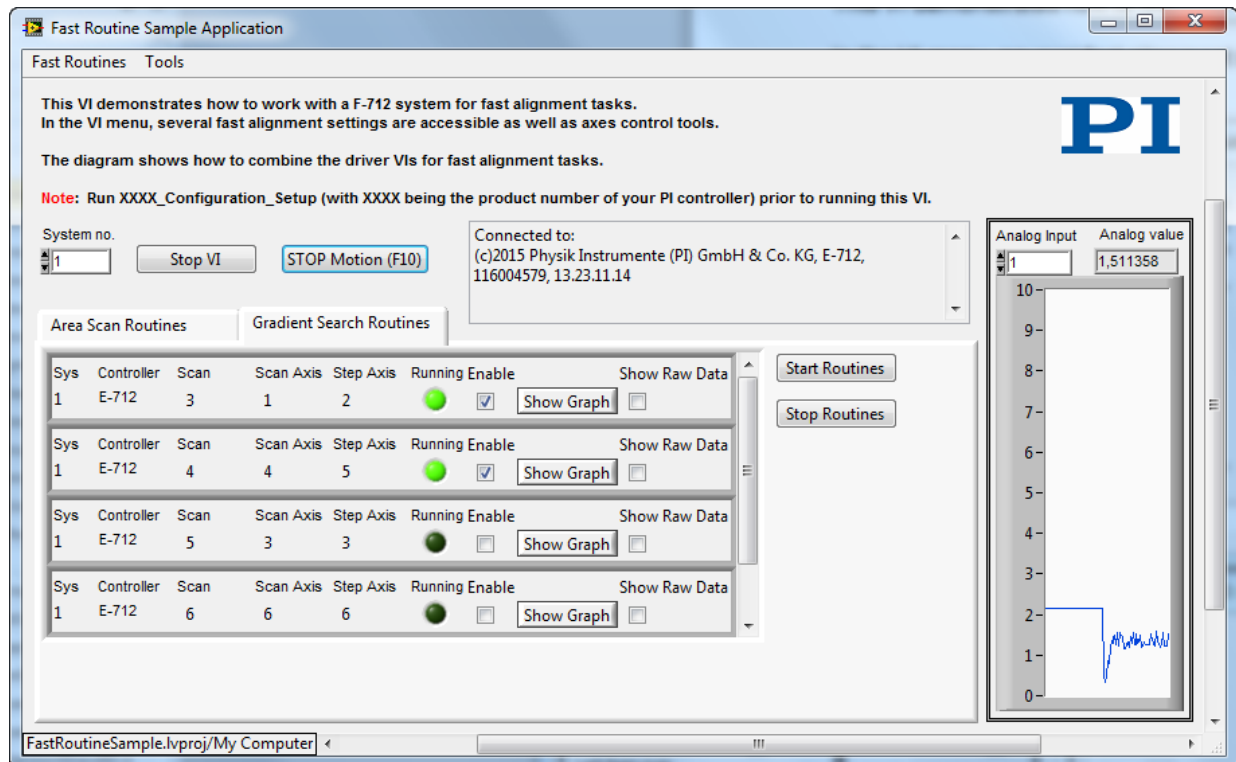 Fast Routine Sample Application
Fast Routines Tools
This VI demonstrates how to work with a F-712 system for fast alignment tasks.
In the VI menu, several fast alignment settings are accessible as well as axes control tools.
The diagram shows how to combine the driver VIs for fast alignment tasks.
Note: Run XXXX_Configuration_Setup (with XXXX being the product number of your PI controller) prior to running this VI.
PI
System no.
1
Stop VI
STOP Motion (F10)
Connected to:
(c)2015 Physik Instrumente (PI) GmbH & Co. KG, E-712,
116004579, 13.23.11.14
Analog Input Analog value
1 1,511358
Area Scan Routines Gradient Search Routines
Sys Controller Scan Scan Axis Step Axis Running Enable Show Raw Data
1 E-712 3 1 2 Show Graph
Sys Controller Scan Scan Axis Step Axis Running Enable Show Raw Data
1 E-712 4 4 5 Show Graph
Sys Controller Scan Scan Axis Step Axis Running Enable Show Raw Data
1 E-712 5 3 3 Show Graph
Sys Controller Scan Scan Axis Step Axis Running Enable Show Raw Data
1 E-712 6 6 6 Show Graph
Start Routines
Stop Routines
10
9
8
7
6
5
4
3
2
1
0
FastRoutineSample.lvproj/My Computer